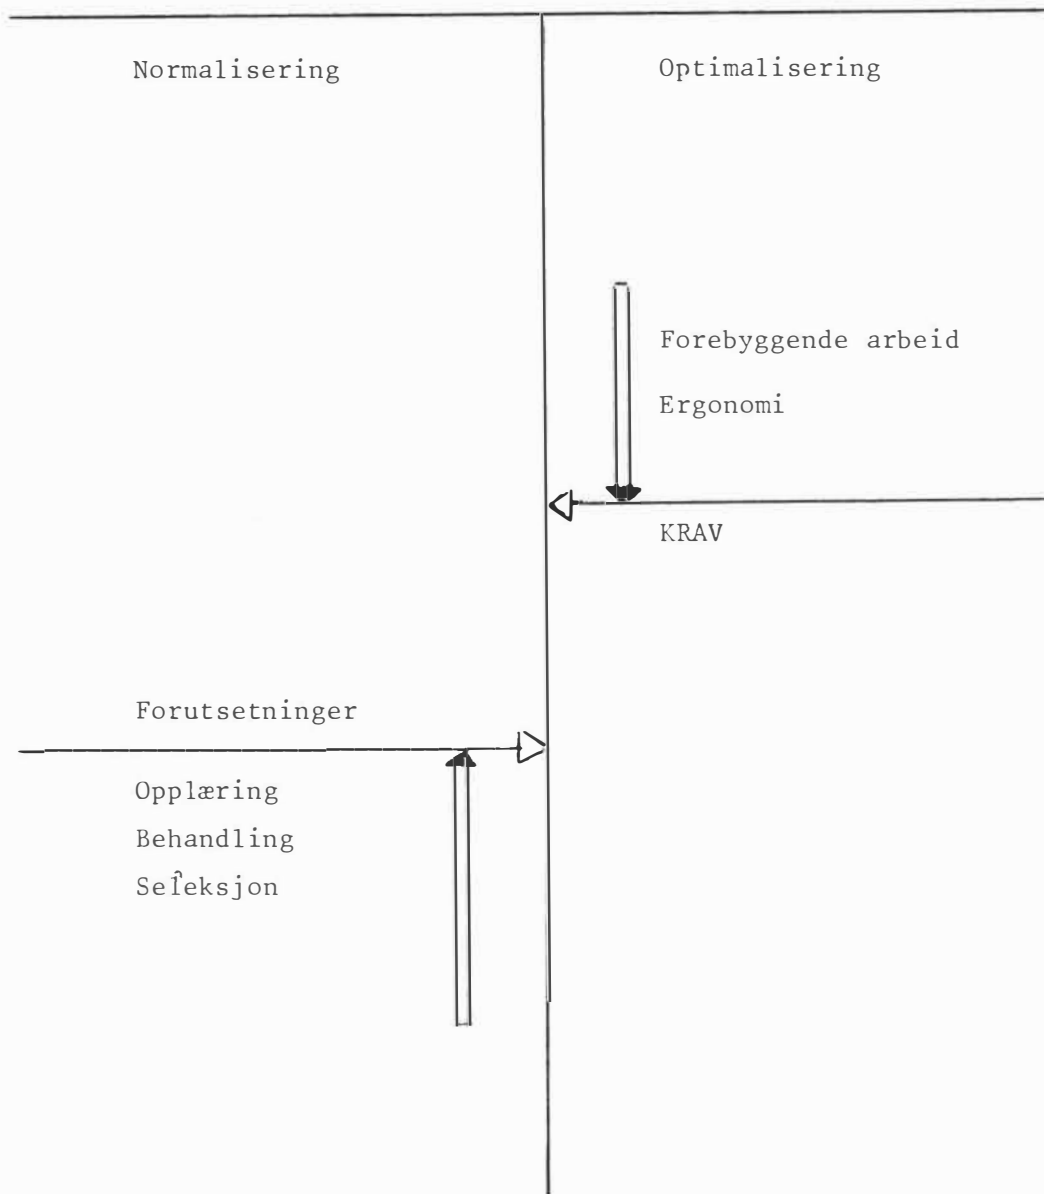 Normalisering
Optimalisering
Forebyggende arbeid
Ergonomi
KRAV
Forutsetninger
Opplæring
Behandling
Seleksjon